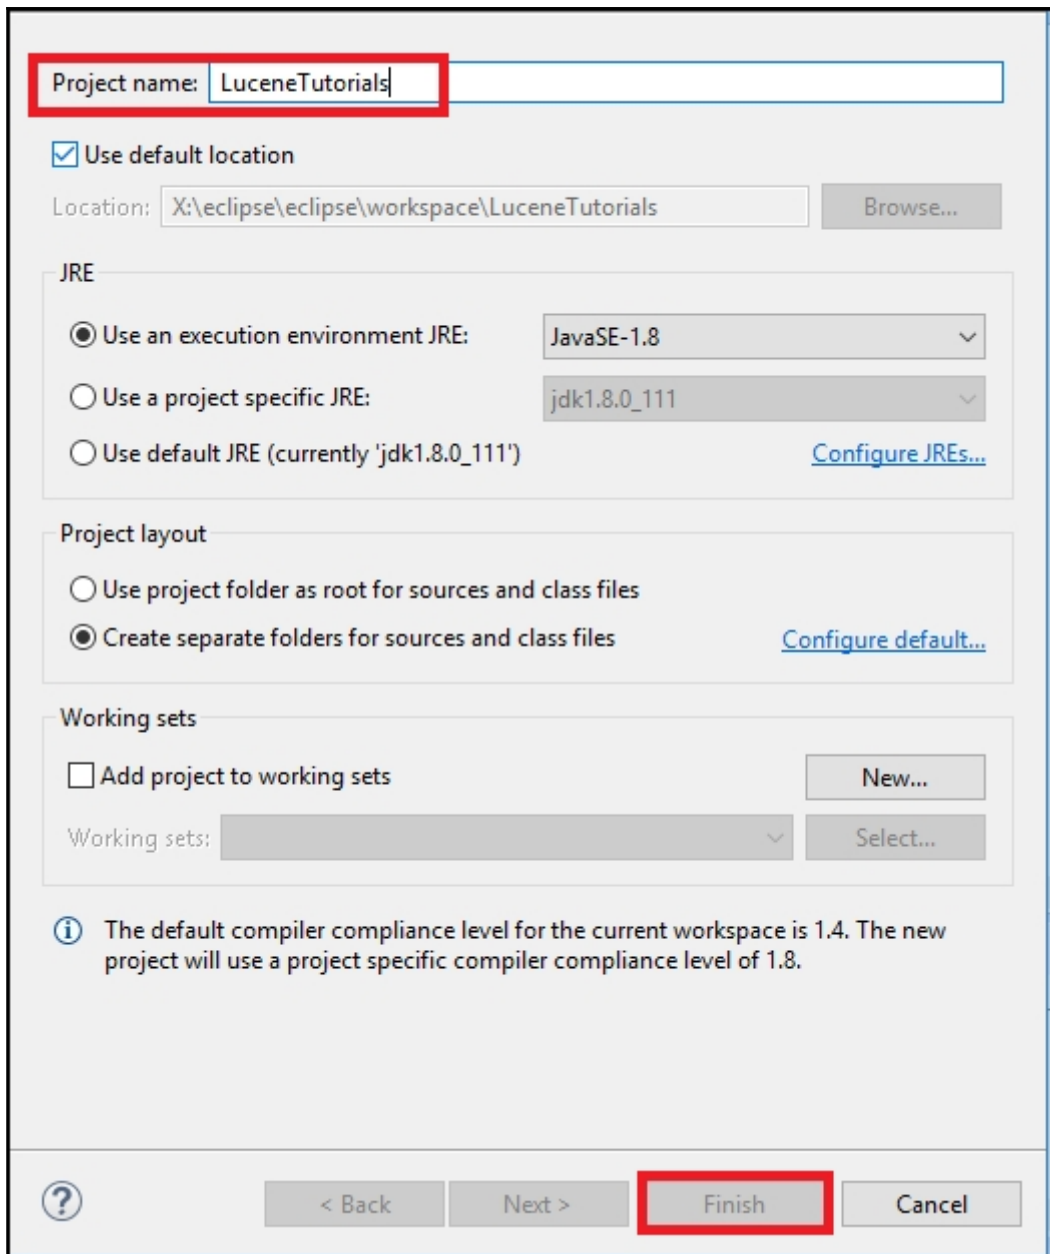 Project name: LuceneTutorials
Use default location
Location: X:\eclipse\eclipse\workspace\LuceneTutorials Browse...
JRE
Use an execution environment JRE: JavaSE-1.8
Use a project specific JRE: jdk1.8.0_111
Use default JRE (currently 'jdk1.8.0_111') Configure JREs...
Project layout
Use project folder as root for sources and class files
Create separate folders for sources and class files Configure default...
Working sets
Add project to working sets New...
Working sets: Select...
The default compiler compliance level for the current workspace is 1.4. The new
project will use a project specific compiler compliance level of 1.8.
? < Back Next > Finish Cancel